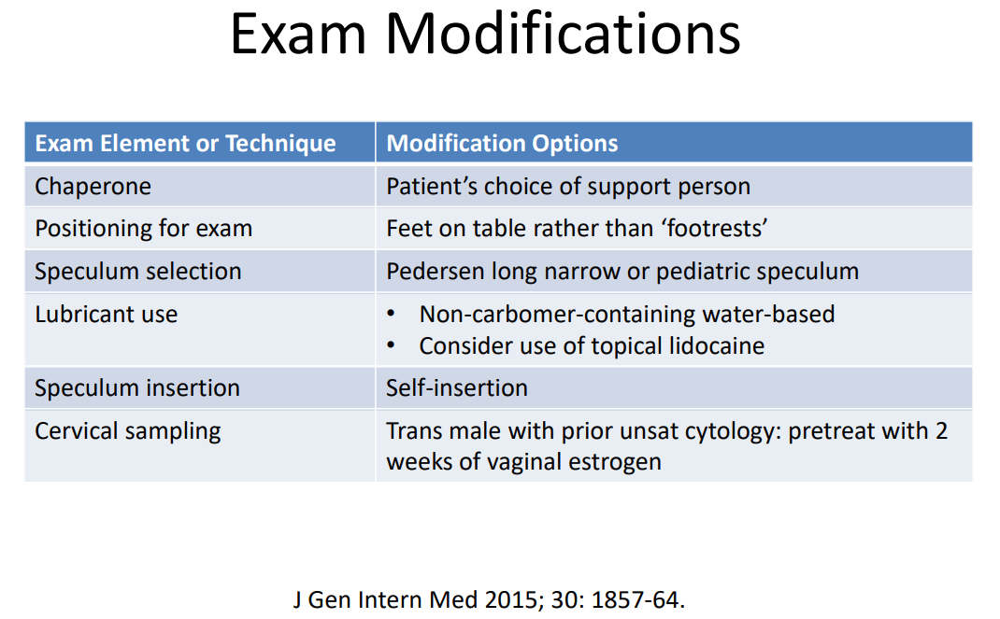 Exam Modifications
Exam Element or Technique
Modification Options
Chaperone
Patient’s choice of support person
Positioning for exam
Feet on table rather than ‘footrests’
Speculum selection
Pedersen long narrow or pediatric speculum
Lubricant use
• Non-carbomer-containing water-based
• Consider use of topical lidocaine
Speculum insertion
Self-insertion
Cervical sampling
Trans male with prior unsat cytology: pretreat with 2
weeks of vaginal estrogen
J Gen Intern Med 2015; 30: 1857-64.